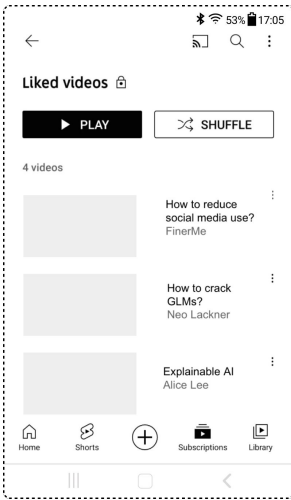 53% 17:05
Liked videos
PLAY
SHUFFLE
4 videos
How to reduce
social media use?
FinerMe
How to crack
GLMs?
Neo Lackner
Explainable AI
Alice Lee
Home
Shorts
Subscriptions
Library